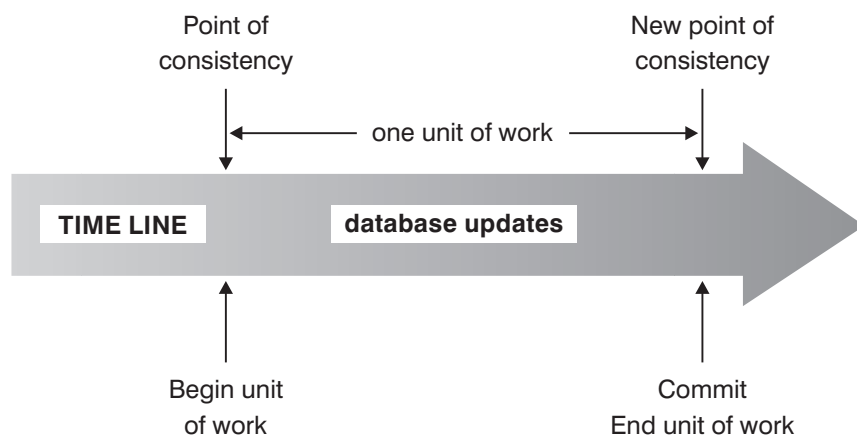 Point of
consistency
New point of
consistency
one unit of work
TIME LINE
database updates
Begin unit
of work
Commit
End unit of work